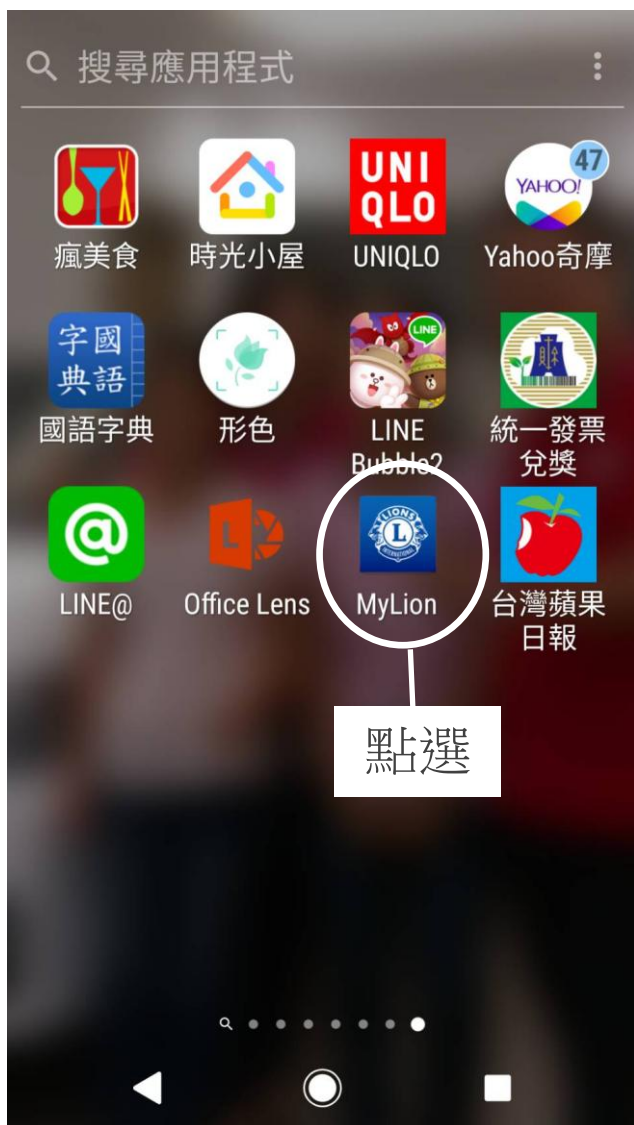 搜尋應用程式
UNI
QLO
YAHOO!
47
瘋美食
時光小屋
UNIQLO
Yahoo奇摩
字國
典語
LINE
國語字典
形色
LINE
Bubble2
統一發票
兌獎
@
L
LIONS
L
INTERNATIONAL
LINE@
Office Lens
MyLion
台灣蘋果
日報
點選